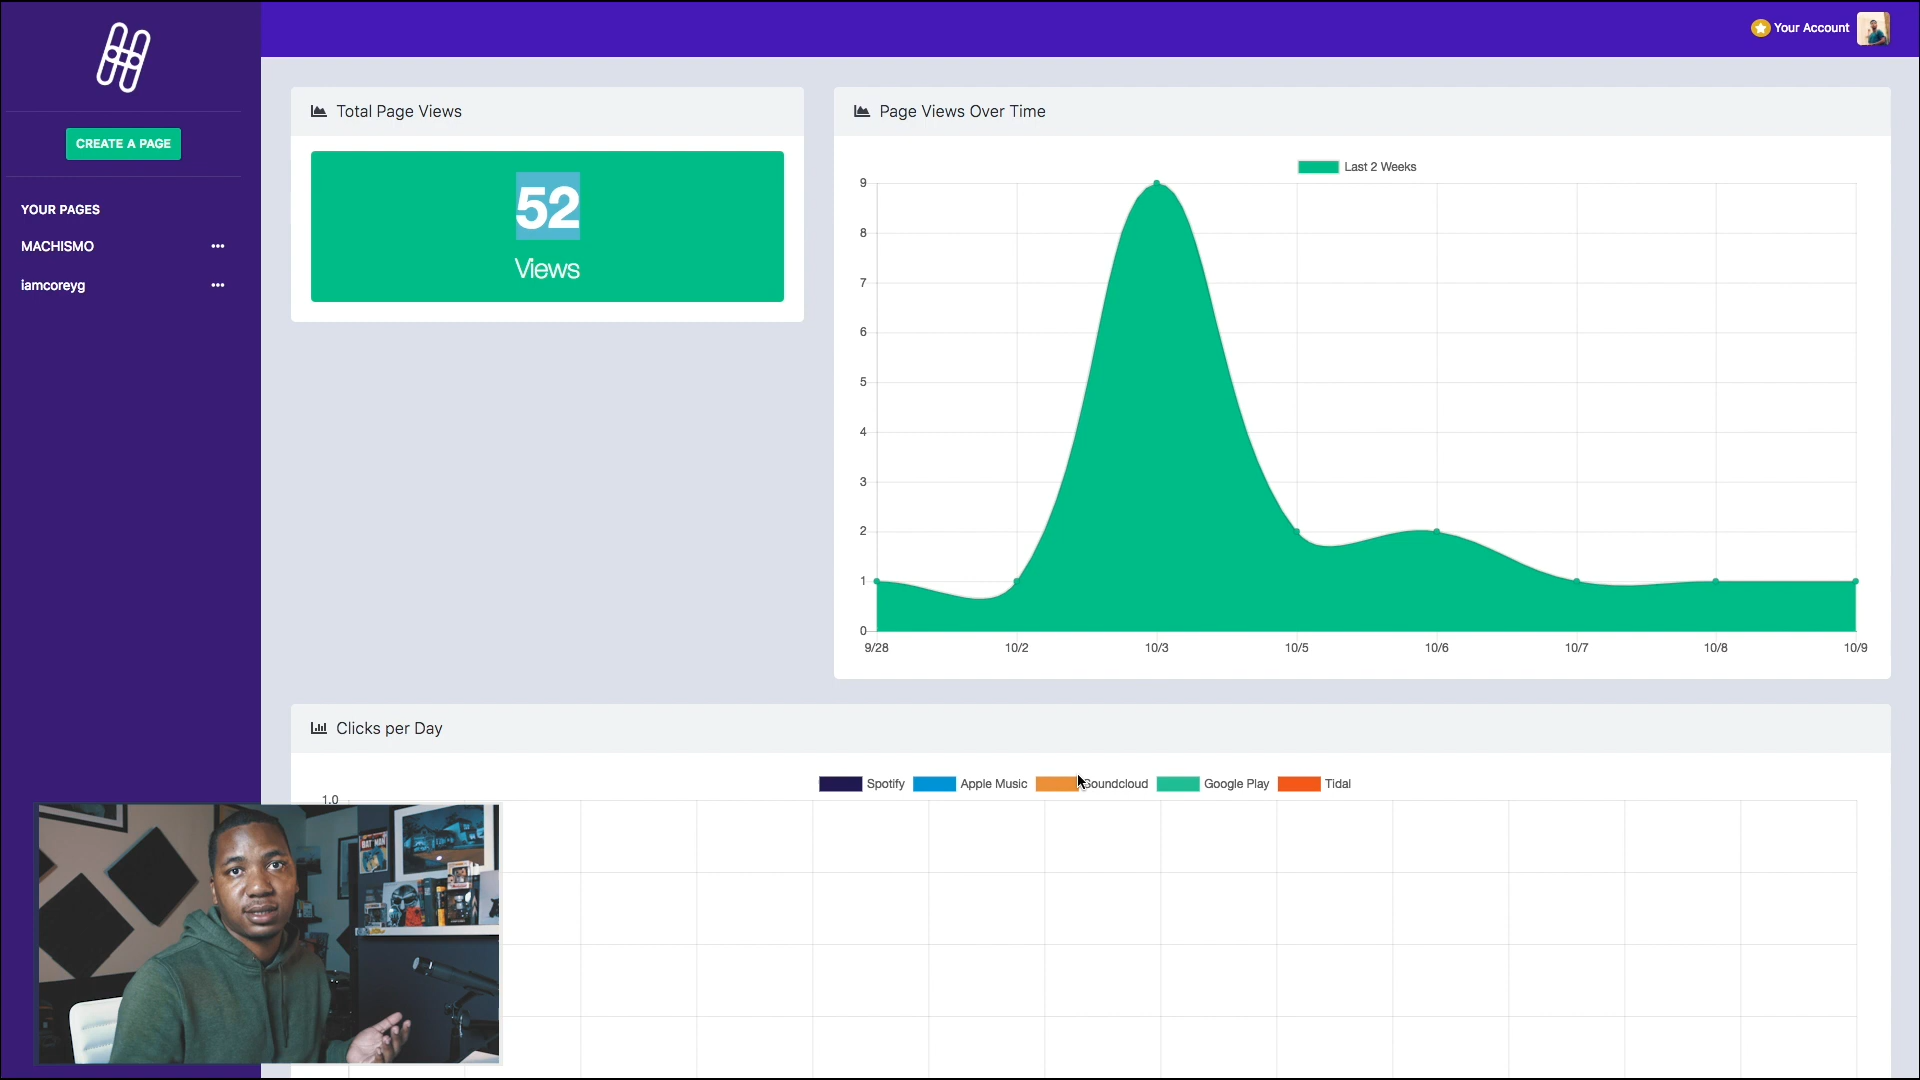 Your Account
CREATE A PAGE
YOUR PAGES
MACHISMO
iamcoreyg
Total Page Views
52
Views
Page Views Over Time
Last 2 Weeks
9
8
7
6
5
4
3
2
1
0
9/28 10/2 10/3 10/5 10/6 10/7 10/8 10/9
Clicks per Day
Spotify Apple Music Soundcloud Google Play Tidal
1.0
BATMAN